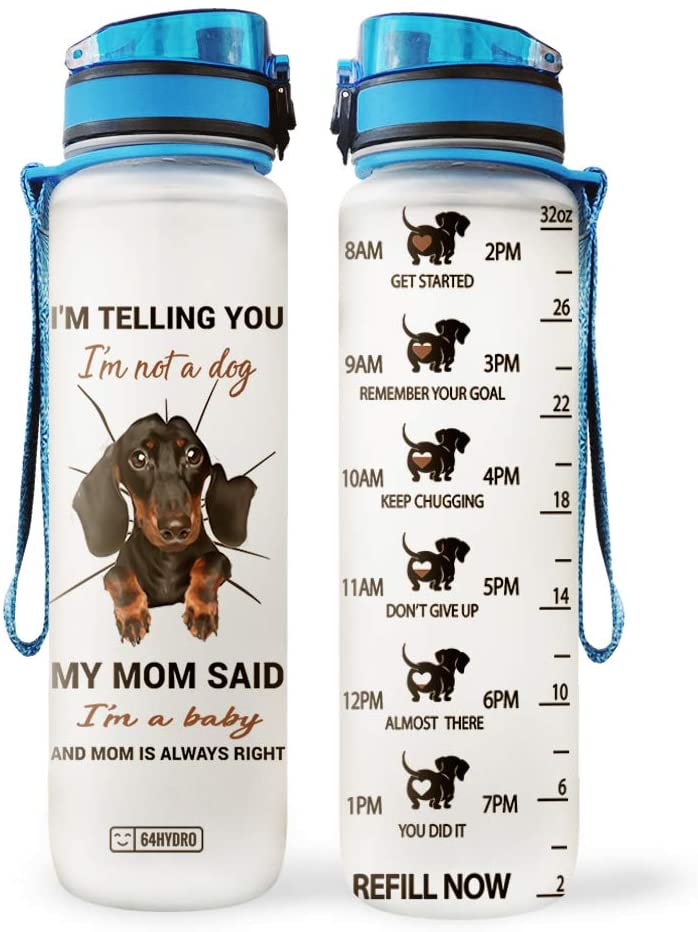 I'M TELLING YOU
I'm not a dog
MY MOM SAID
I'm a baby
AND MOM IS ALWAYS RIGHT
64HYDRO
32oz
8AM 2PM
GET STARTED
26
9AM 3PM
REMEMBER YOUR GOAL
22
10AM 4PM
KEEP CHUGGING
18
11AM 5PM
DON'T GIVE UP
14
12PM 6PM
10
ALMOST THERE
6
1PM 7PM
YOU DID IT
REFILL NOW
2